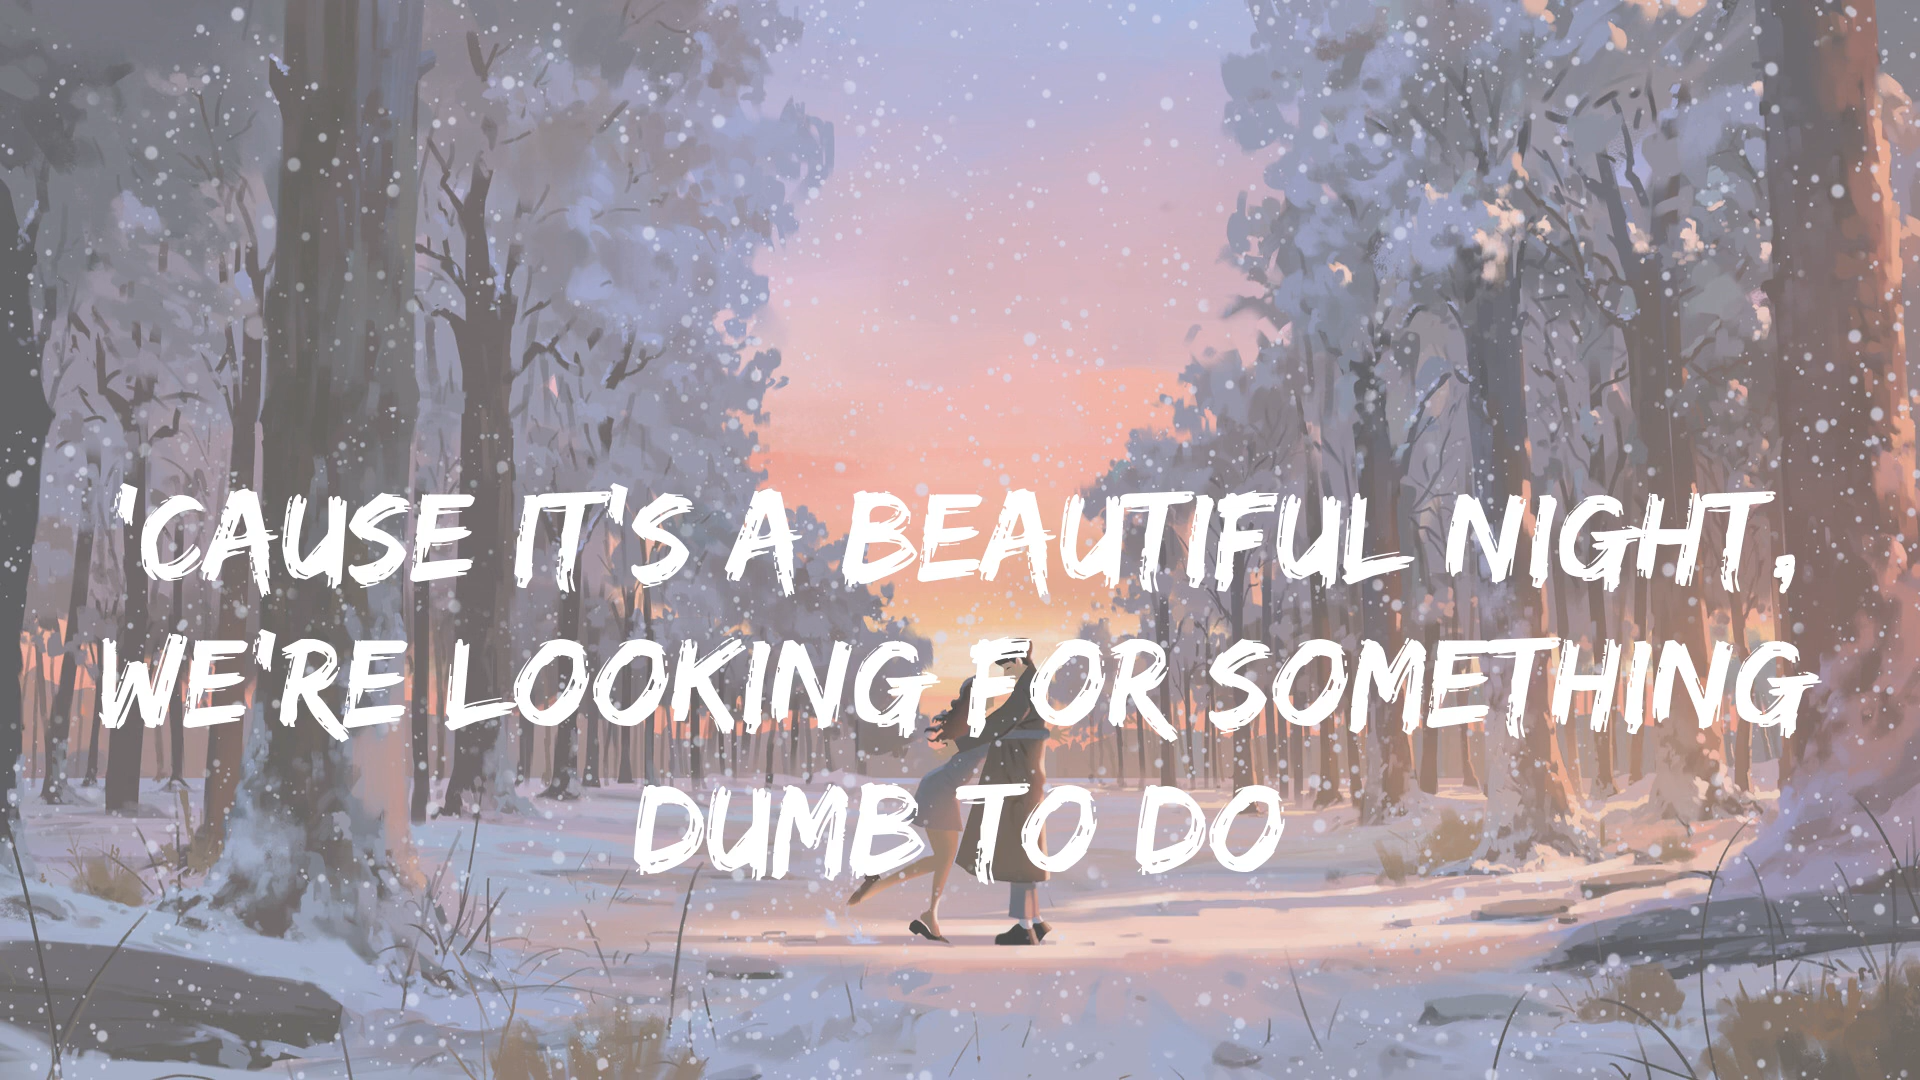 'CAUSE IT'S A BEAUTIFUL NIGHT,
WE'RE LOOKING FOR SOMETHING
DUMB TO DO